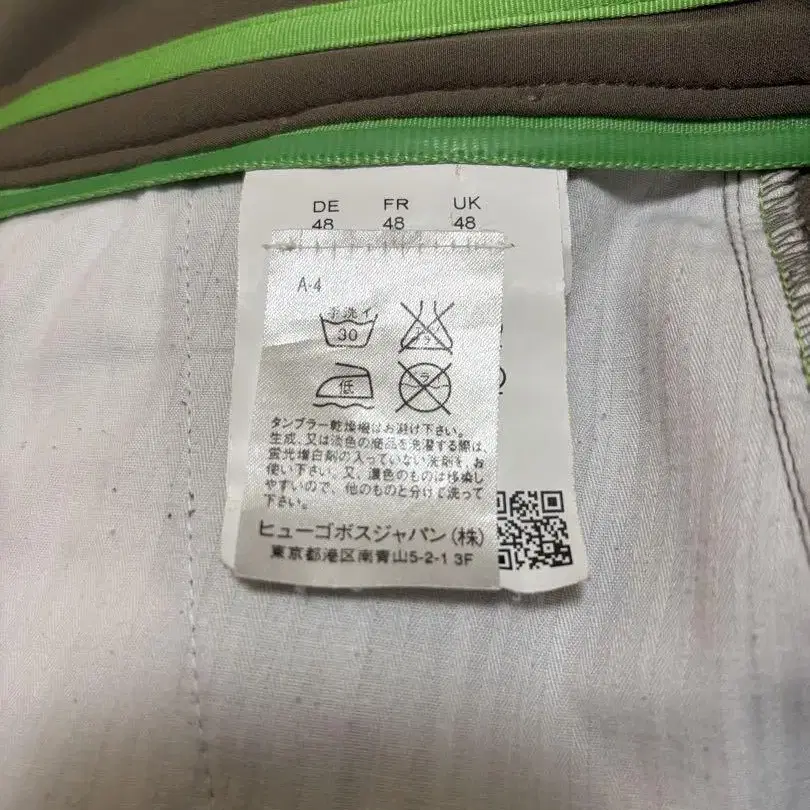 DE FR UK
48 48 48
A-4
手洗イ
30
低
タンブラー乾燥機はお避け下さい。
生成、又は淡色の商品を洗濯する際は、
蛍光増白剤の入っていない洗剤を、お
使い下さい。又、濃色のものは移染し
やすいので、他のものと分けて洗って
下さい。
ヒューゴボスジャパン(株)
東京都港区南青山5-2-1 3F